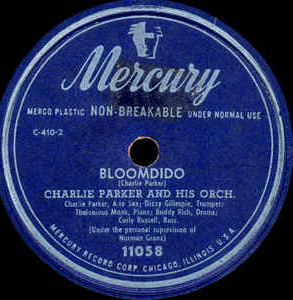 Mercury
MERCO PLASTIC NON-BREAKABLE UNDER NORMAL USE
C-410-2
BLOOMDIDO
(Charlie Parker)
CHARLIE PARKER AND HIS ORCH.
Charlie Parker, Alto Sax; Dizzy Gillespie, Trumpet;
Thelonious Monk, Piano; Buddy Rich, Drums;
Curly Russell, Bass.
(Under the personal supervision of
Norman Granz)
11058
MERCURY RECORD CORP. CHICAGO, ILLINOIS U.S.A.